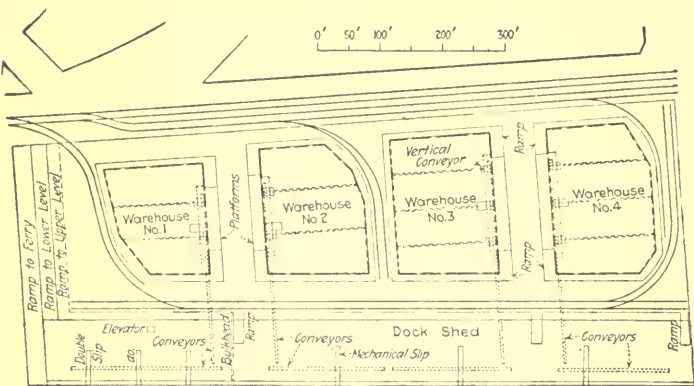 0' 50' 100' 200' 300'
Ramp
Vertical
Conveyor
Warehouse
No.1
Platforms
Warehouse
No 2
Warehouse
No.3
Warehouse
No.4
Ramp to Ferry
Ramp to Lower Level
Ramp to Upper Level
Ramp
Elevator
Double
Slip
do.
Conveyors
Bulkhead
Ramp
Dock Shed
Conveyors
Mechanical Slip
Conveyors
Ramp